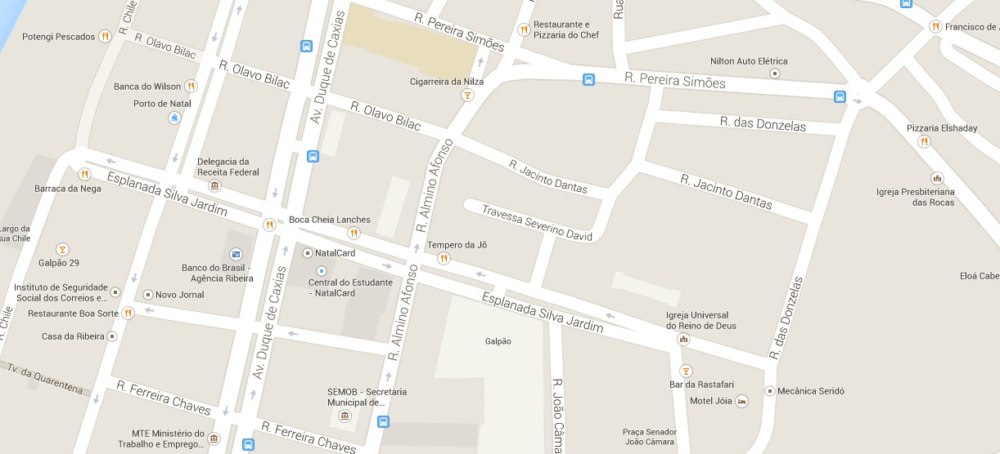 R. Chile
Potengi Pescados
R. Olavo Bilac
R. Olavo Bilac
Av. Duque de Caxias
R. Pereira Simões
Restaurante e
Pizzaria do Chef
Rua
Francisco de
Nilton Auto Elétrica
R. Pereira Simões
Banca do Wilson
Porto de Natal
Cigarreira da Nilza
R. Olavo Bilac
R. das Donzelas
Pizzaria Elshaday
Delegacia da
Receita Federal
Barraca da Nega
Esplanada Silva Jardim
R. Almino Afonso
R. Jacinto Dantas
R. Jacinto Dantas
Igreja Presbiteriana
das Rocas
Travessa Severino David
Boca Cheia Lanches
Largo da
Rua Chile
Galpão 29
Tempero da Jô
NatalCard
Banco do Brasil -
Agência Ribeira
Central do Estudante
- NatalCard
Eloá Cabe
Instituto de Seguridade
Social dos Correios e...
Novo Jornal
Restaurante Boa Sorte
Casa da Ribeira
R. Chile
Av. Duque de Caxias
R. Almino Afonso
Esplanada Silva Jardim
Igreja Universal
do Reino de Deus
R. das Donzelas
Galpão
Tv. da Quarentena
R. Ferreira Chaves
SEMOB - Secretaria
Municipal de...
R. João Câma
Bar da Rastafari
Motel Jóia
Mecânica Seridó
MTE Ministério do
Trabalho e Emprego...
R. Ferreira Chaves
Praça Senador
João Câmara